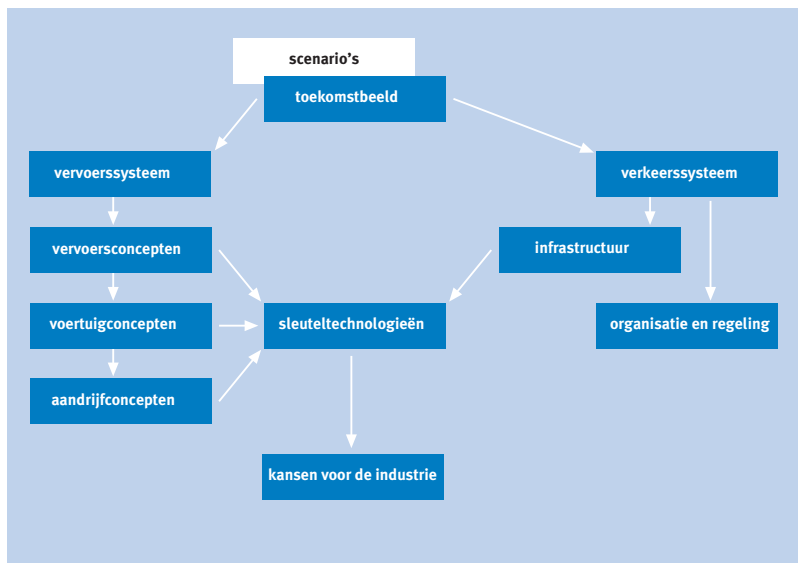 scenario's
toekomstbeeld
vervoerssysteem
verkeerssysteem
vervoersconcepten
infrastructuur
voertuigconcepten
sleuteltechnologieën
organisatie en regeling
aandrijfconcepten
kansen voor de industrie